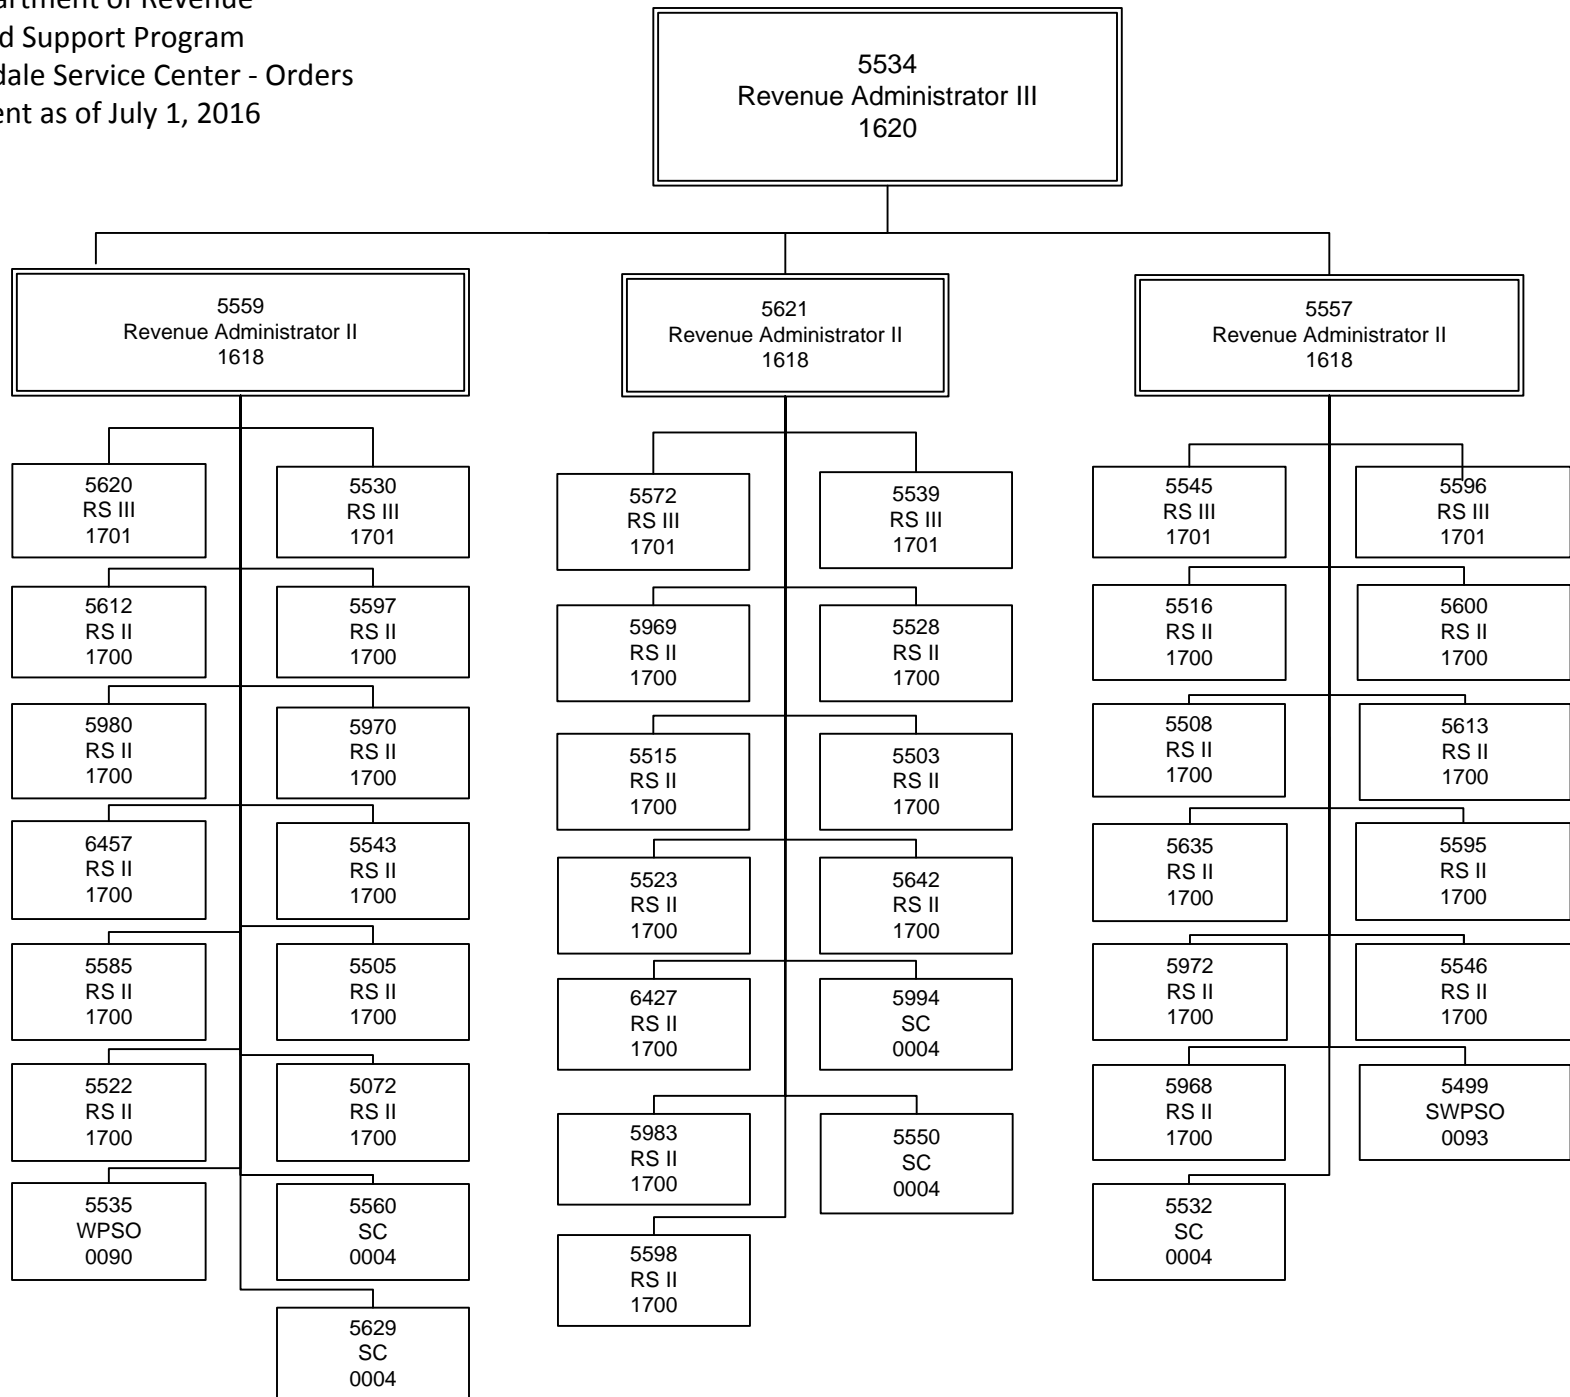 artment of Revenue
d Support Program
dale Service Center - Orders
ent as of July 1, 2016
5534
Revenue Administrator III
1620
5559
Revenue Administrator II
1618
5621
Revenue Administrator II
1618
5557
Revenue Administrator II
1618
5620
RS III
1701
5530
RS III
1701
5612
RS II
1700
5597
RS II
1700
5980
RS II
1700
5970
RS II
1700
6457
RS II
1700
5543
RS II
1700
5585
RS II
1700
5505
RS II
1700
5522
RS II
1700
5072
RS II
1700
5535
WPSO
0090
5560
SC
0004
5629
SC
0004
5572
RS III
1701
5539
RS III
1701
5969
RS II
1700
5528
RS II
1700
5515
RS II
1700
5503
RS II
1700
5523
RS II
1700
5642
RS II
1700
6427
RS II
1700
5994
SC
0004
5983
RS II
1700
5550
SC
0004
5598
RS II
1700
5545
RS III
1701
5596
RS III
1701
5516
RS II
1700
5600
RS II
1700
5508
RS II
1700
5613
RS II
1700
5635
RS II
1700
5595
RS II
1700
5972
RS II
1700
5546
RS II
1700
5968
RS II
1700
5499
SWPSO
0093
5532
SC
0004